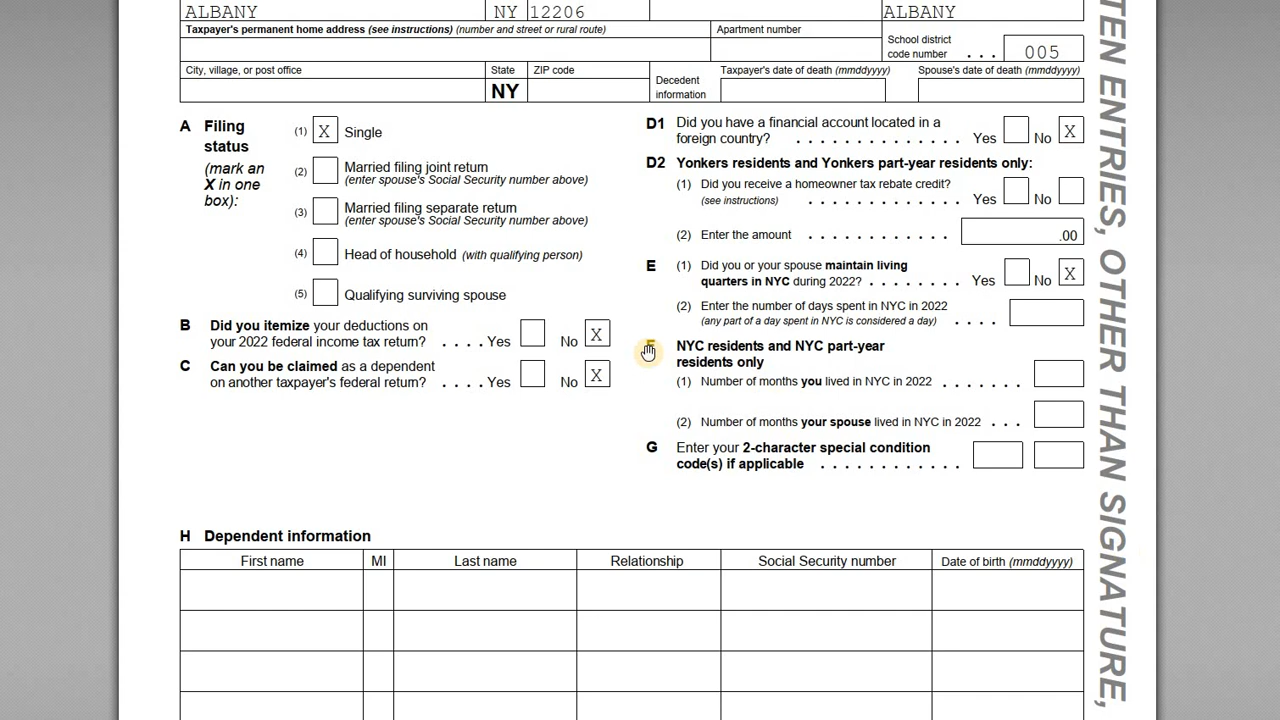 ALBANY NY 12206 ALBANY
Taxpayer's permanent home address (see instructions) (number and street or rural route) Apartment number
School district
code number . . . 005
City, village, or post office State ZIP code
NY
Decedent
information
Taxpayer's date of death (mmddyyyy) Spouse's date of death (mmddyyyy)
A Filing
status
(mark an
X in one
box):
(1) X Single
(2) Married filing joint return
(enter spouse's Social Security number above)
(3) Married filing separate return
(enter spouse's Social Security number above)
(4) Head of household (with qualifying person)
(5) Qualifying surviving spouse
B Did you itemize your deductions on
your 2022 federal income tax return? . . . . Yes No X
C Can you be claimed as a dependent
on another taxpayer's federal return? . . . . Yes No X
D1 Did you have a financial account located in a
foreign country? . . . . . . . . . . . . . Yes No X
D2 Yonkers residents and Yonkers part-year residents only:
(1) Did you receive a homeowner tax rebate credit?
(see instructions) . . . . . . . . . . . . Yes No
(2) Enter the amount . . . . . . . . . . . . .00
E (1) Did you or your spouse maintain living
quarters in NYC during 2022? . . . . . . . . Yes No X
(2) Enter the number of days spent in NYC in 2022
(any part of a day spent in NYC is considered a day) . . . .
NYC residents and NYC part-year
residents only
(1) Number of months you lived in NYC in 2022 . . . . . . .
(2) Number of months your spouse lived in NYC in 2022 . . .
G Enter your 2-character special condition
code(s) if applicable . . . . . . . . . . . .
H Dependent information
First name MI Last name Relationship Social Security number Date of birth (mmddyyyy)
TEN ENTRIES, OTHER THAN SIGNATURE,